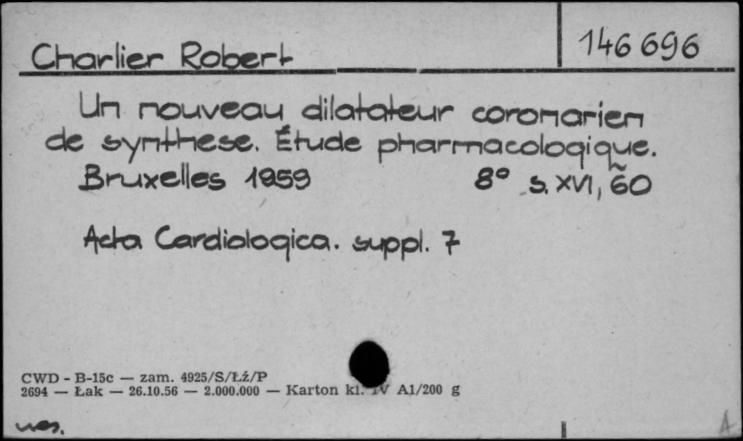 Charlier Robert 146 696
Un nouveau dilatateur coronarien
de synthese. Étude pharmacologique.
Bruxelles 1959 8° s. XVI, 60
Acta Cardiologica. suppl. 7
CWD - B-15c — zam. 4925/S/Łź/P
2694 — Łak — 26.10.56 — 2.000.000 — Karton kl. IV A1/200 g